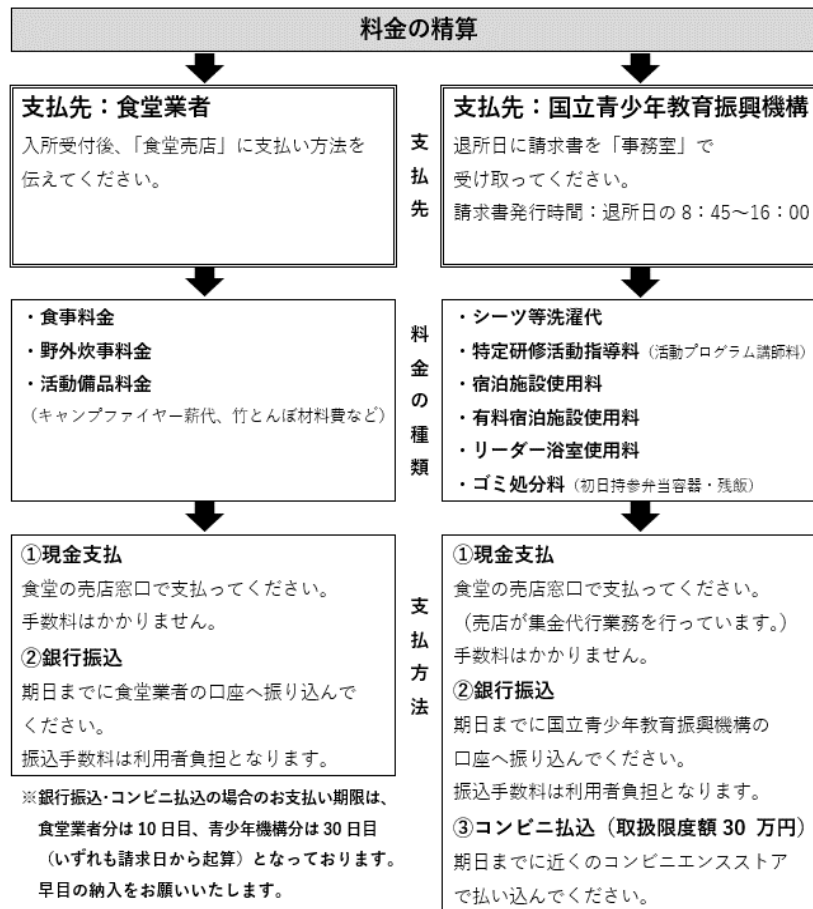 料金の精算
支払先：食堂業者
入所受付後、「食堂売店」に支払い方法を
伝えてください。
支払先
支払先：国立青少年教育振興機構
退所日に請求書を「事務室」で
受け取ってください。
請求書発行時間：退所日の 8：45～16：00
・食事料金
・野外炊事料金
・活動備品料金
（キャンプファイヤー薪代、竹とんぼ材料費など）
料金の種類
・シーツ等洗濯代
・特定研修活動指導料（活動プログラム講師料）
・宿泊施設使用料
・有料宿泊施設使用料
・リーダー浴室使用料
・ゴミ処分料（初日持参弁当容器・残飯）
①現金支払
食堂の売店窓口で支払ってください。
手数料はかかりません。
②銀行振込
期日までに食堂業者の口座へ振り込んで
ください。
振込手数料は利用者負担となります。
※銀行振込･コンビニ払込の場合のお支払い期限は、
食堂業者分は 10 日目、青少年機構分は 30 日目
（いずれも請求日から起算）となっております。
早目の納入をお願いいたします。
支払方法
①現金支払
食堂の売店窓口で支払ってください。
（売店が集金代行業務を行っています。）
手数料はかかりません。
②銀行振込
期日までに国立青少年教育振興機構の
口座へ振り込んでください。
振込手数料は利用者負担となります。
③コンビニ払込（取扱限度額 30 万円）
期日までに近くのコンビニエンスストア
で払い込んでください。